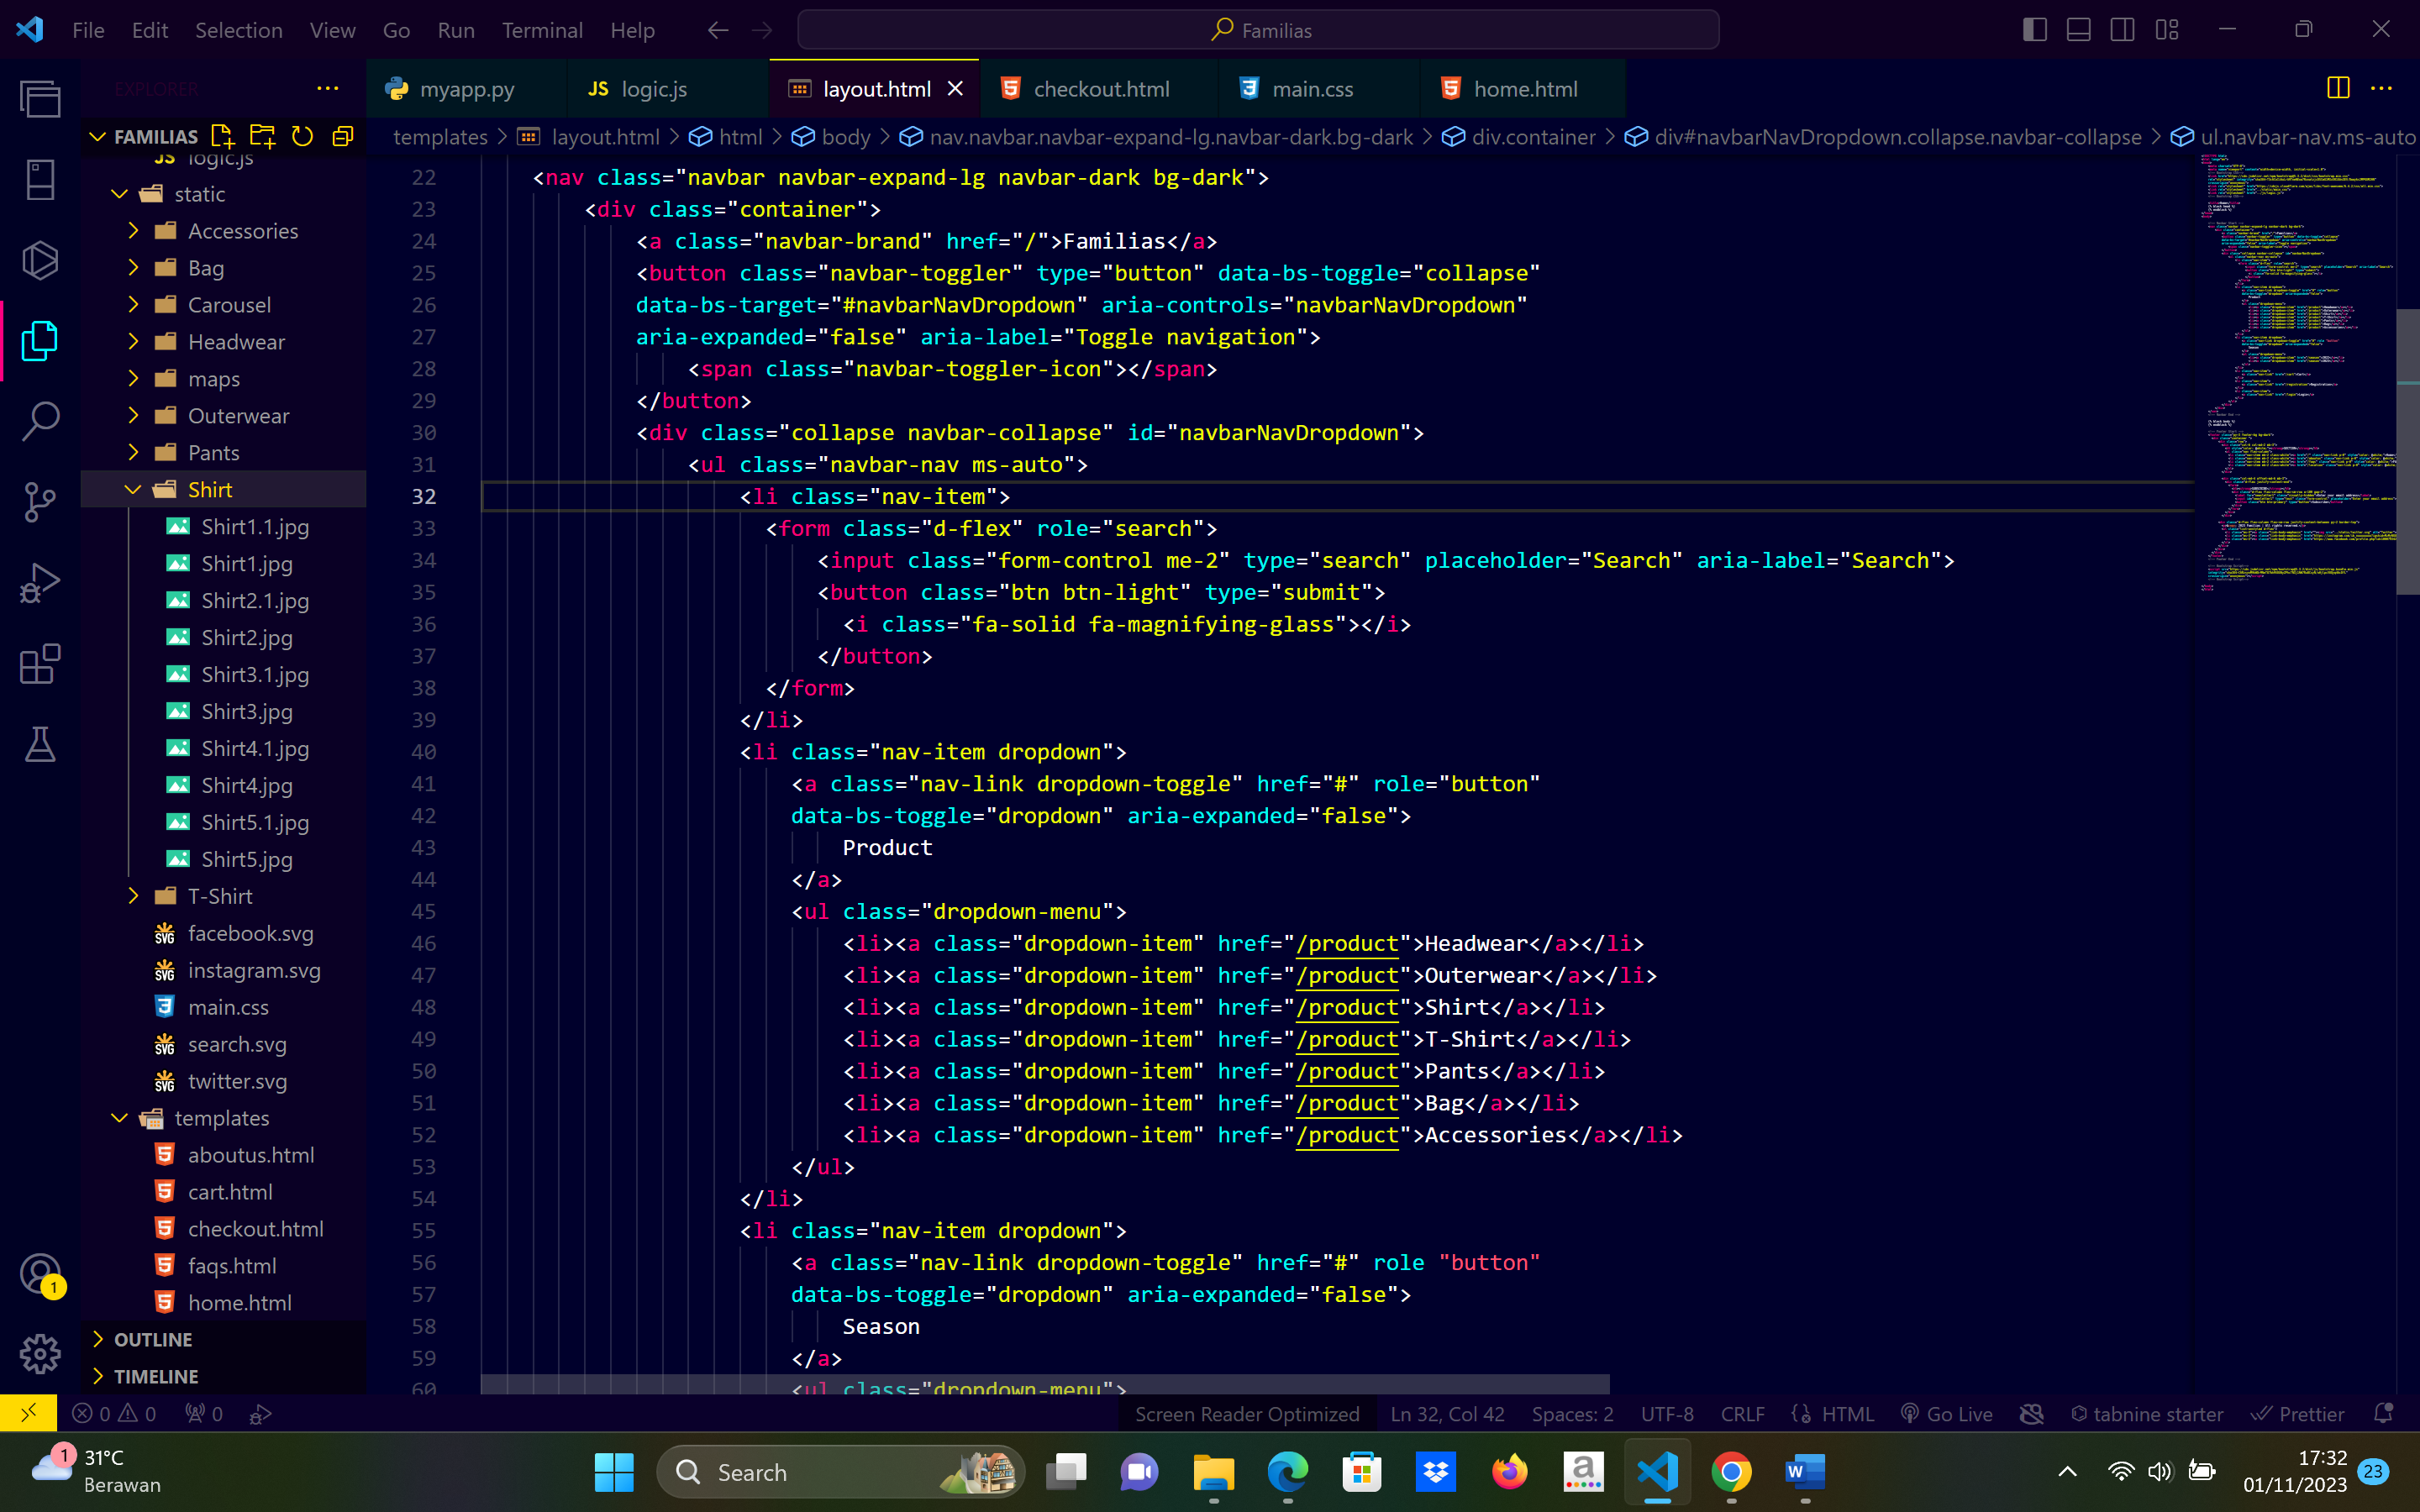 File Edit Selection View Go Run Terminal Help
Familias
EXPLORER
myapp.py
JS logic.js
layout.html
checkout.html
main.css
home.html
FAMILIAS
templates > layout.html > html > body > nav.navbar.navbar-expand-lg.navbar-dark.bg-dark > div.container > div#navbarNavDropdown.collapse.navbar-collapse > ul.navbar-nav.ms-auto
JS logic.js
static
Accessories
Bag
Carousel
Headwear
maps
Outerwear
Pants
Shirt
Shirt1.1.jpg
Shirt1.jpg
Shirt2.1.jpg
Shirt2.jpg
Shirt3.1.jpg
Shirt3.jpg
Shirt4.1.jpg
Shirt4.jpg
Shirt5.1.jpg
Shirt5.jpg
T-Shirt
SVG facebook.svg
SVG instagram.svg
main.css
SVG search.svg
SVG twitter.svg
templates
aboutus.html
cart.html
checkout.html
faqs.html
home.html
OUTLINE
TIMELINE
1
22 <nav class="navbar navbar-expand-lg navbar-dark bg-dark">
23 <div class="container">
24 <a class="navbar-brand" href="/">Familias</a>
25 <button class="navbar-toggler" type="button" data-bs-toggle="collapse"
26 data-bs-target="#navbarNavDropdown" aria-controls="navbarNavDropdown"
27 aria-expanded="false" aria-label="Toggle navigation">
28 <span class="navbar-toggler-icon"></span>
29 </button>
30 <div class="collapse navbar-collapse" id="navbarNavDropdown">
31 <ul class="navbar-nav ms-auto">
32 <li class="nav-item">
33 <form class="d-flex" role="search">
34 <input class="form-control me-2" type="search" placeholder="Search" aria-label="Search">
35 <button class="btn btn-light" type="submit">
36 <i class="fa-solid fa-magnifying-glass"></i>
37 </button>
38 </form>
39 </li>
40 <li class="nav-item dropdown">
41 <a class="nav-link dropdown-toggle" href="#" role="button"
42 data-bs-toggle="dropdown" aria-expanded="false">
43 Product
44 </a>
45 <ul class="dropdown-menu">
46 <li><a class="dropdown-item" href="/product">Headwear</a></li>
47 <li><a class="dropdown-item" href="/product">Outerwear</a></li>
48 <li><a class="dropdown-item" href="/product">Shirt</a></li>
49 <li><a class="dropdown-item" href="/product">T-Shirt</a></li>
50 <li><a class="dropdown-item" href="/product">Pants</a></li>
51 <li><a class="dropdown-item" href="/product">Bag</a></li>
52 <li><a class="dropdown-item" href="/product">Accessories</a></li>
53 </ul>
54 </li>
55 <li class="nav-item dropdown">
56 <a class="nav-link dropdown-toggle" href="#" role "button"
57 data-bs-toggle="dropdown" aria-expanded="false">
58 Season
59 </a>
60 <ul class="dropdown-menu">
0 0 0 Screen Reader Optimized Ln 32, Col 42 Spaces: 2 UTF-8 CRLF HTML Go Live tabnine starter Prettier
1 31°C
Berawan
Search
17:32
01/11/2023
23